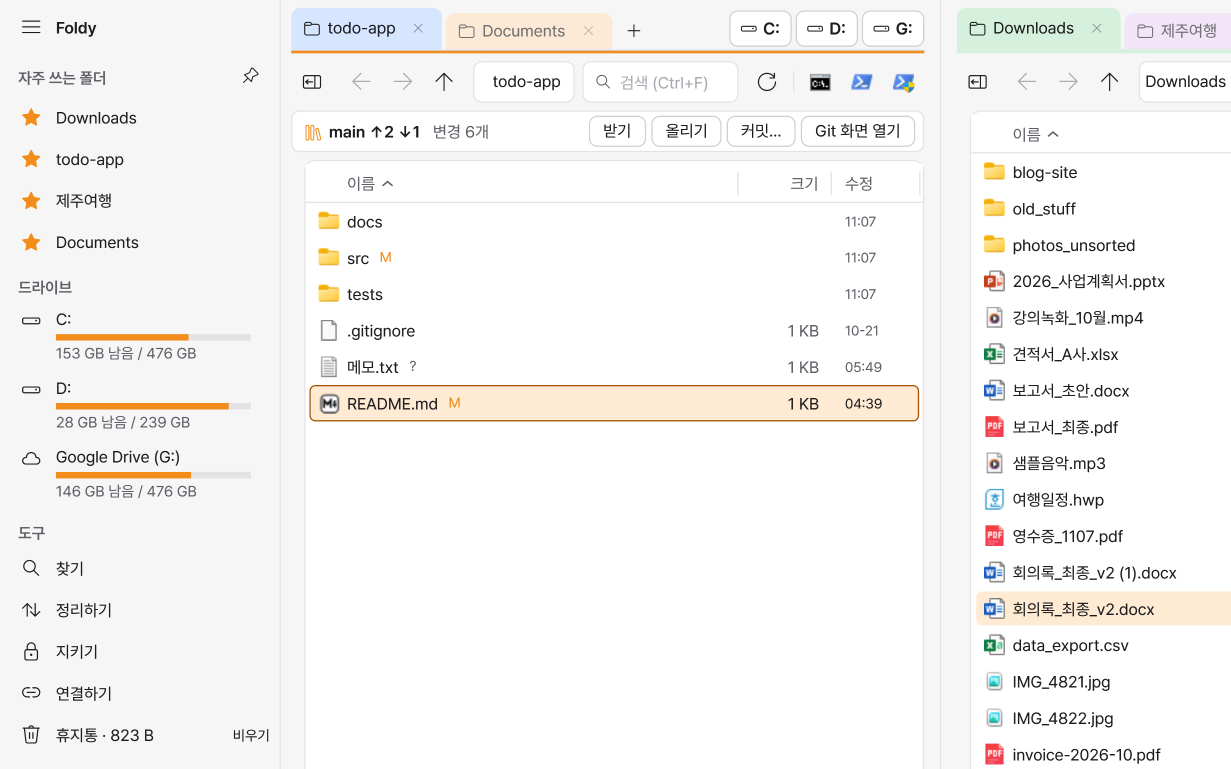 Foldy
자주 쓰는 폴더
Downloads
todo-app
제주여행
Documents
드라이브
C:
153 GB 남음 / 476 GB
D:
28 GB 남음 / 239 GB
Google Drive (G:)
146 GB 남음 / 476 GB
도구
찾기
정리하기
지키기
연결하기
휴지통 · 823 B 비우기
todo-app Documents C: D: G:
todo-app 검색 (Ctrl+F) C:\.
main ↑2 ↓1 변경 6개 받기 올리기 커밋... Git 화면 열기
이름 크기 수정
docs 11:07
src M 11:07
tests 11:07
.gitignore 1 KB 10-21
메모.txt ? 1 KB 05:49
README.md M 1 KB 04:39
Downloads 제주여행
Downloads
이름
blog-site
old_stuff
photos_unsorted
2026_사업계획서.pptx
강의녹화_10월.mp4
견적서_A사.xlsx
보고서_초안.docx
보고서_최종.pdf
샘플음악.mp3
여행일정.hwp
영수증_1107.pdf
회의록_최종_v2 (1).docx
회의록_최종_v2.docx
data_export.csv
IMG_4821.jpg
IMG_4822.jpg
invoice-2026-10.pdf